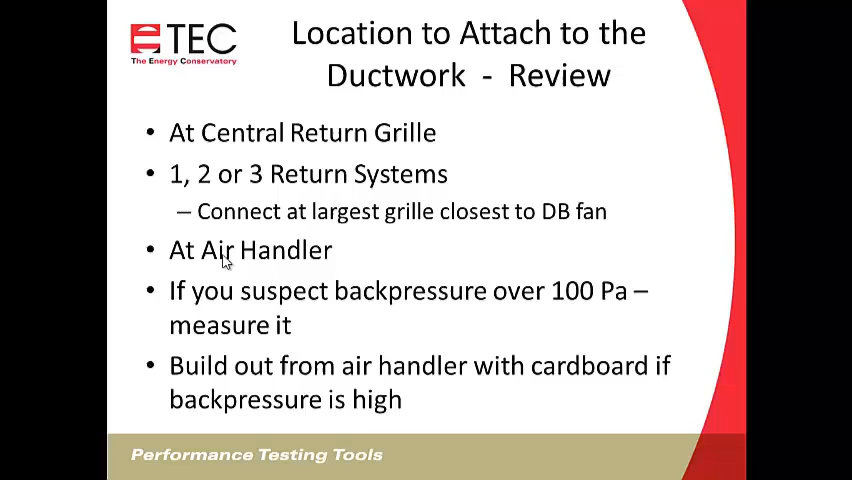 TEC
The Energy Conservatory
Location to Attach to the
Ductwork - Review
• At Central Return Grille
• 1, 2 or 3 Return Systems
– Connect at largest grille closest to DB fan
• At Air Handler
• If you suspect backpressure over 100 Pa –
measure it
• Build out from air handler with cardboard if
backpressure is high
Performance Testing Tools